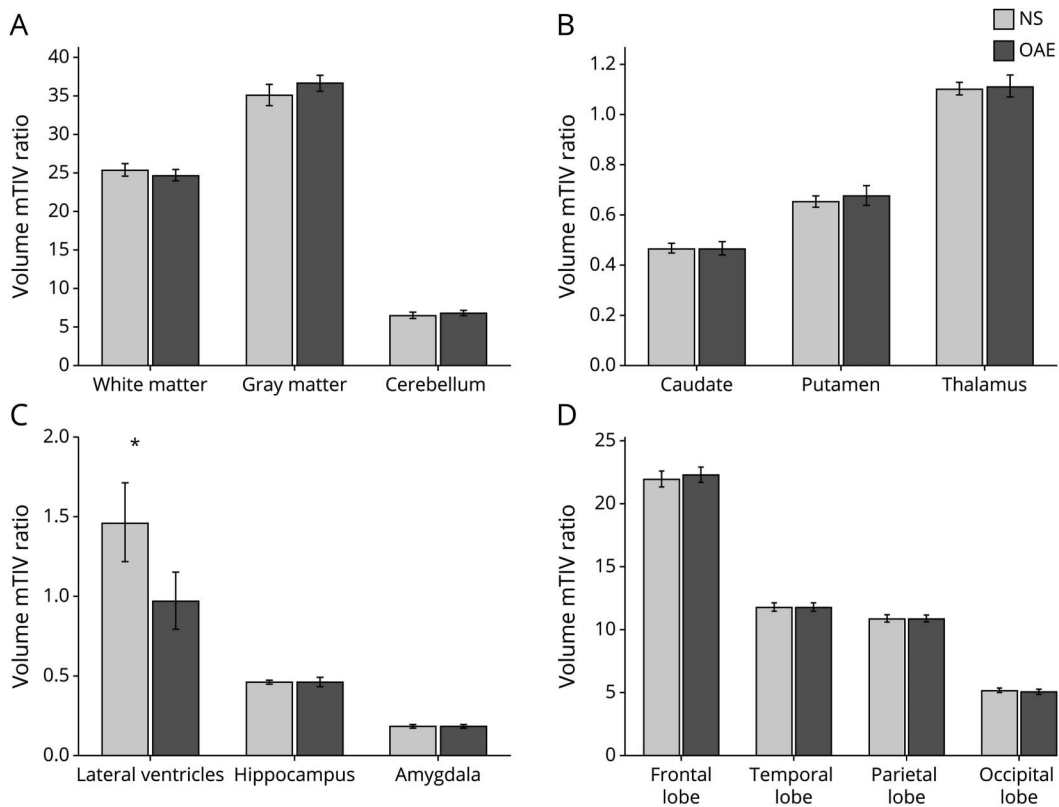 A
Volume mTIV ratio
40
35
30
25
20
15
10
5
0
White matter
Gray matter
Cerebellum
B
NS
OAE
Volume mTIV ratio
1.2
1.0
0.8
0.6
0.4
0.2
0.0
Caudate
Putamen
Thalamus
C
Volume mTIV ratio
2.0
*
1.5
1.0
0.5
0.0
Lateral ventricles
Hippocampus
Amygdala
D
Volume mTIV ratio
25
20
15
10
5
0
Frontal
lobe
Temporal
lobe
Parietal
lobe
Occipital
lobe